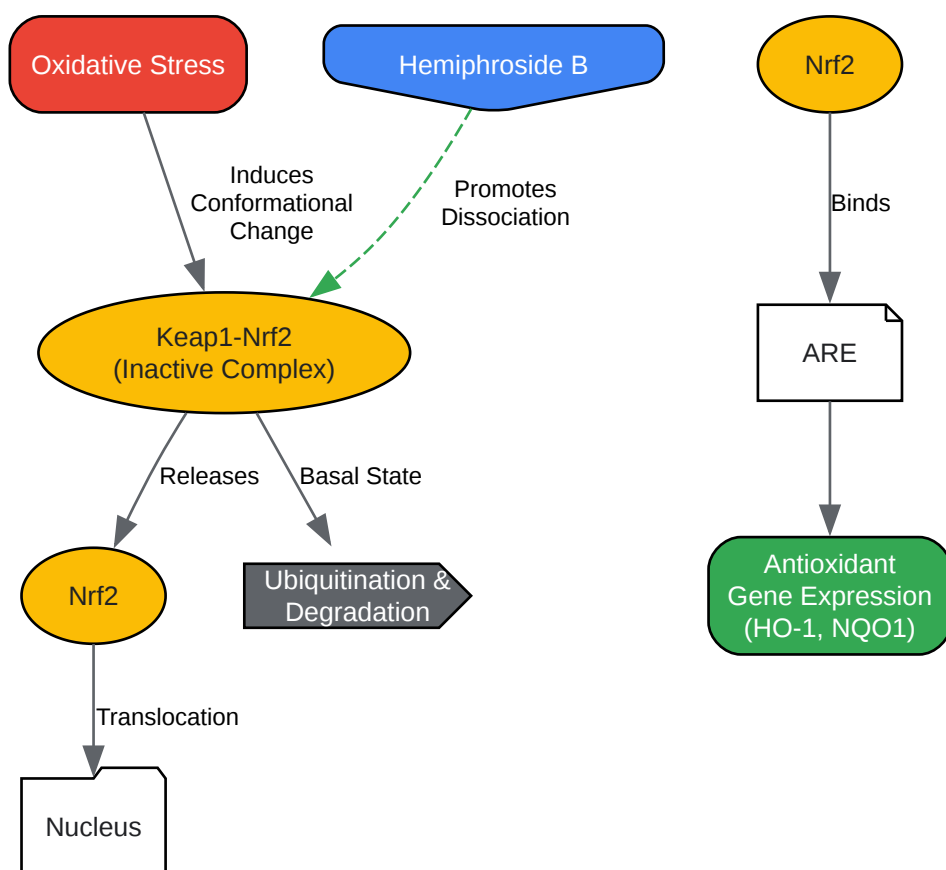 Oxidative Stress
Hemiphroside B
Nrf2
Induces
Conformational
Change
Promotes
Dissociation
Binds
Keap1-Nrf2
(Inactive Complex)
ARE
Releases
Basal State
Nrf2
Ubiquitination &
Degradation
Antioxidant
Gene Expression
(HO-1, NQO1)
Translocation
Nucleus